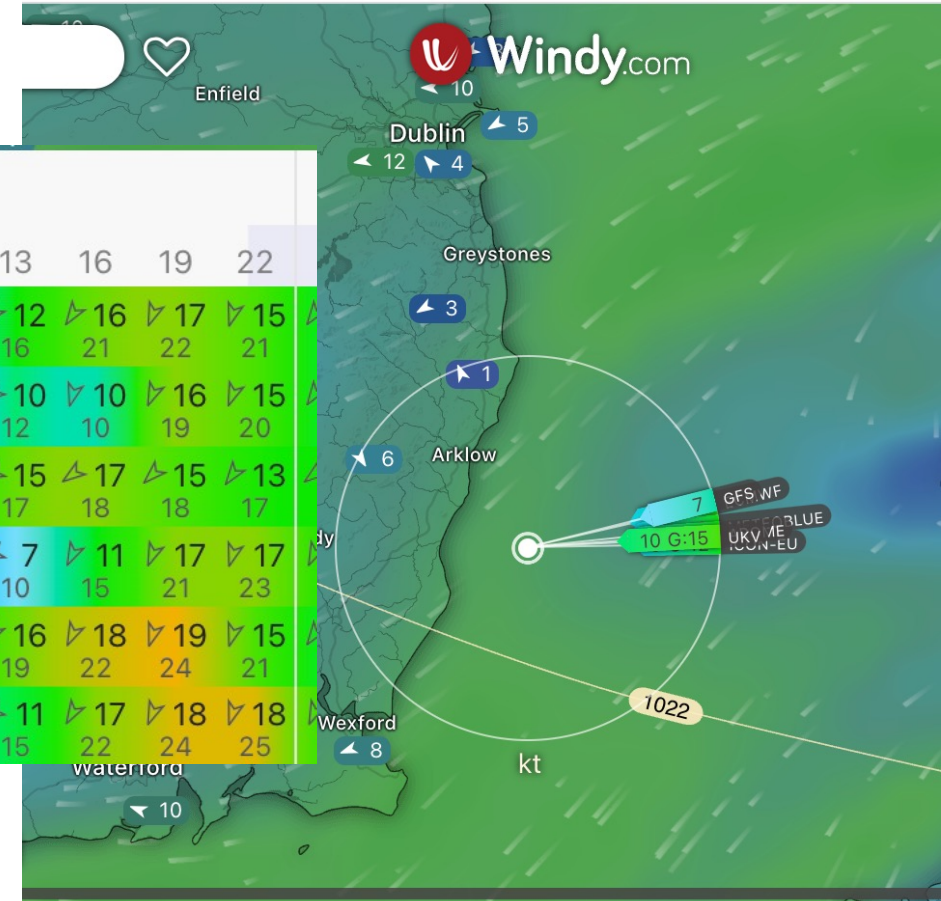 Windy.com
Enfield
10
Dublin
5
12
4
Greystones
3
1
Arklow
6
13 16 19 22
12 16 17 15
16 21 22 21
10 10 16 15
12 10 19 20
15 17 15 13
17 18 18 17
7 11 17 17
10 15 21 23
16 18 19 15
19 22 24 21
11 17 18 18
15 22 24 25
7 GFS WF
BLUE
10 G:15 UKV ME
ICON-EU
1022
Wexford
8
kt
Waterford
10